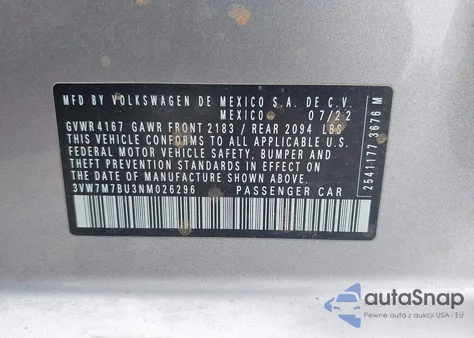 MFD BY VOLKSWAGEN DE MEXICO S.A. DE C.V.
MEXICO 07/22
GVWR 4167 GAWR FRONT 2183 / REAR 2094 LBS
THIS VEHICLE CONFORMS TO ALL APPLICABLE U.S.
FEDERAL MOTOR VEHICLE SAFETY, BUMPER AND
THEFT PREVENTION STANDARDS IN EFFECT ON
THE DATE OF MANUFACTURE SHOWN ABOVE.
3VW7M7BU3NM026296 PASSENGER CAR
2541177 3676 M
autoSnap
Pewne auta z aukcji USA - EU